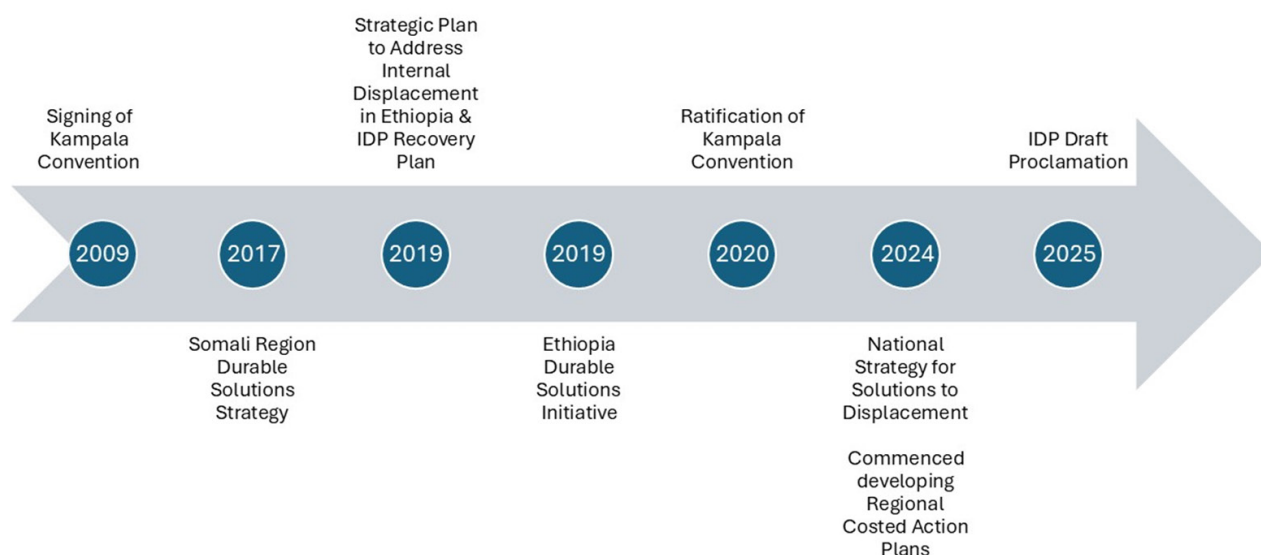 Strategic Plan
to Address
Internal
Displacement
in Ethiopia &
IDP Recovery
Plan
Signing of
Kampala
Convention
Ratification of
Kampala
Convention
IDP Draft
Proclamation
2009
2017
2019
2019
2020
2024
2025
Somali Region
Durable
Solutions
Strategy
Ethiopia
Durable
Solutions
Initiative
National
Strategy for
Solutions to
Displacement
Commenced
developing
Regional
Costed Action
Plans